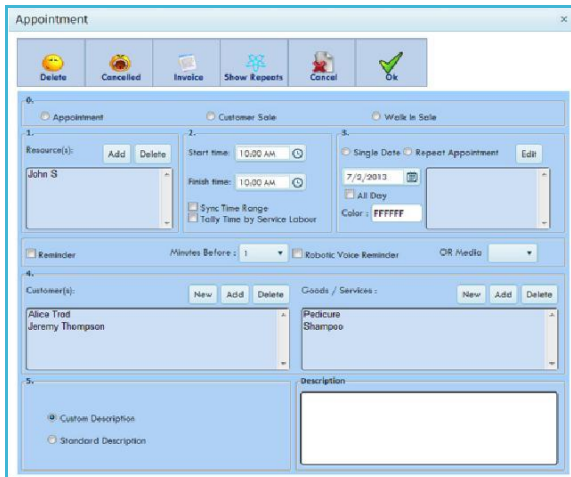 Appointment ×
Delete Cancelled Invoice Show Repeats Cancel Ok
0.
Appointment Customer Sale Walk In Sale
1. 2. 3.
Resource(s): Add Delete Start time: 10:00 AM Single Date Repeat Appointment Edit
John S Finish time: 10:00 AM 7/2/2013
All Day
Sync Time Range
Tally Time by Service Labour Color : FFFFFF
Reminder Minutes Before : 1 Robotic Voice Reminder OR Media
4.
Customer(s): New Add Delete Goods / Services : New Add Delete
Alice Trad Pedicure
Jeremy Thompson Shampoo
5. Description
Custom Description
Standard Description